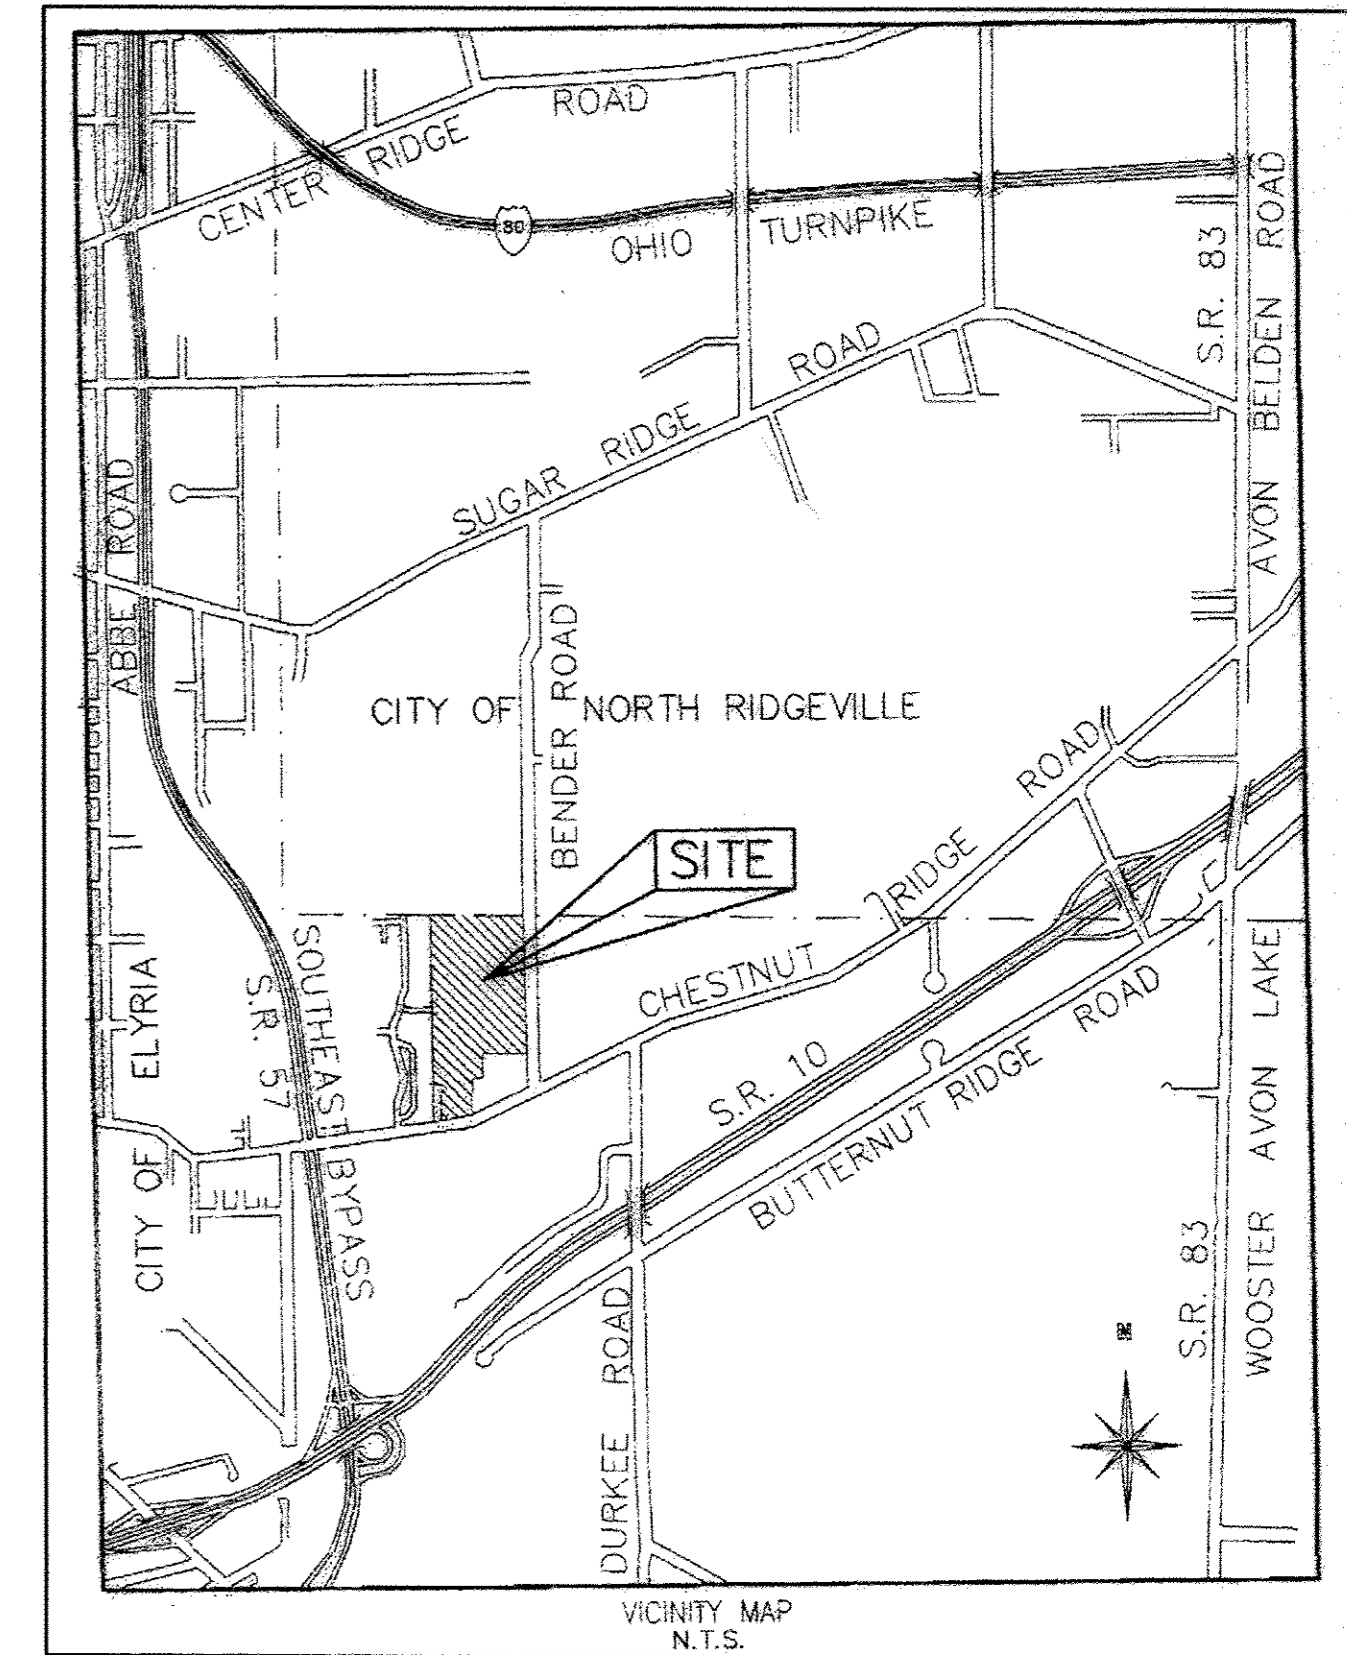 CENTER RIDGE ROAD
80
OHIO TURNPIKE
S.R. 83
AVON BELDEN ROAD
SUGAR RIDGE ROAD
ABBE ROAD
BENDER ROAD
CITY OF NORTH RIDGEVILLE
SITE
CHESTNUT RIDGE ROAD
SOUTHEAST BYPASS
S.R. 57
CITY OF ELYRIA
S.R. 10
BUTTERNUT RIDGE ROAD
DURKEE ROAD
S.R. 83
WOOSTER AVON LAKE
N
VICINITY MAP
N.T.S.